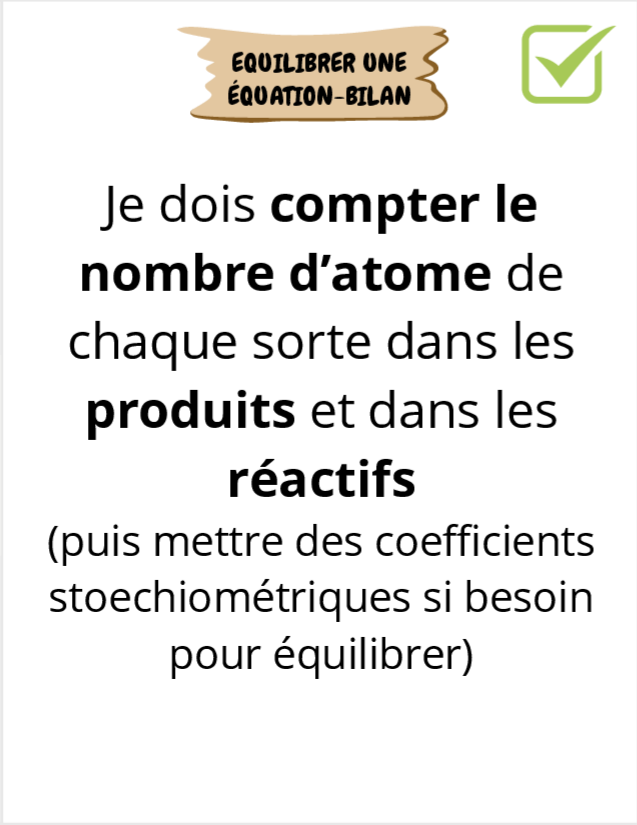 EQUILIBRER UNE
ÉQUATION-BILAN
Je dois compter le
nombre d’atome de
chaque sorte dans les
produits et dans les
réactifs
(puis mettre des coefficients
stoechiométriques si besoin
pour équilibrer)